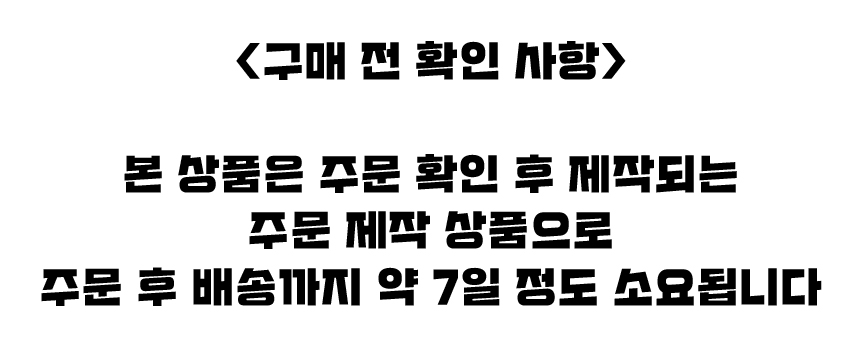 <구매 전 확인 사항>
본 상품은 주문 확인 후 제작되는
주문 제작 상품으로
주문 후 배송까지 약 7일 정도 소요됩니다